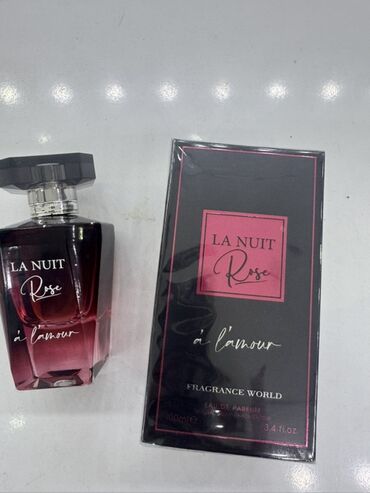 LA NUIT
Rose
á l'amour
LA NUIT
Rose
á l'amour
FRAGRANCE WORLD
EAU DE PARFUM
100ml e
3.4 fl.oz.